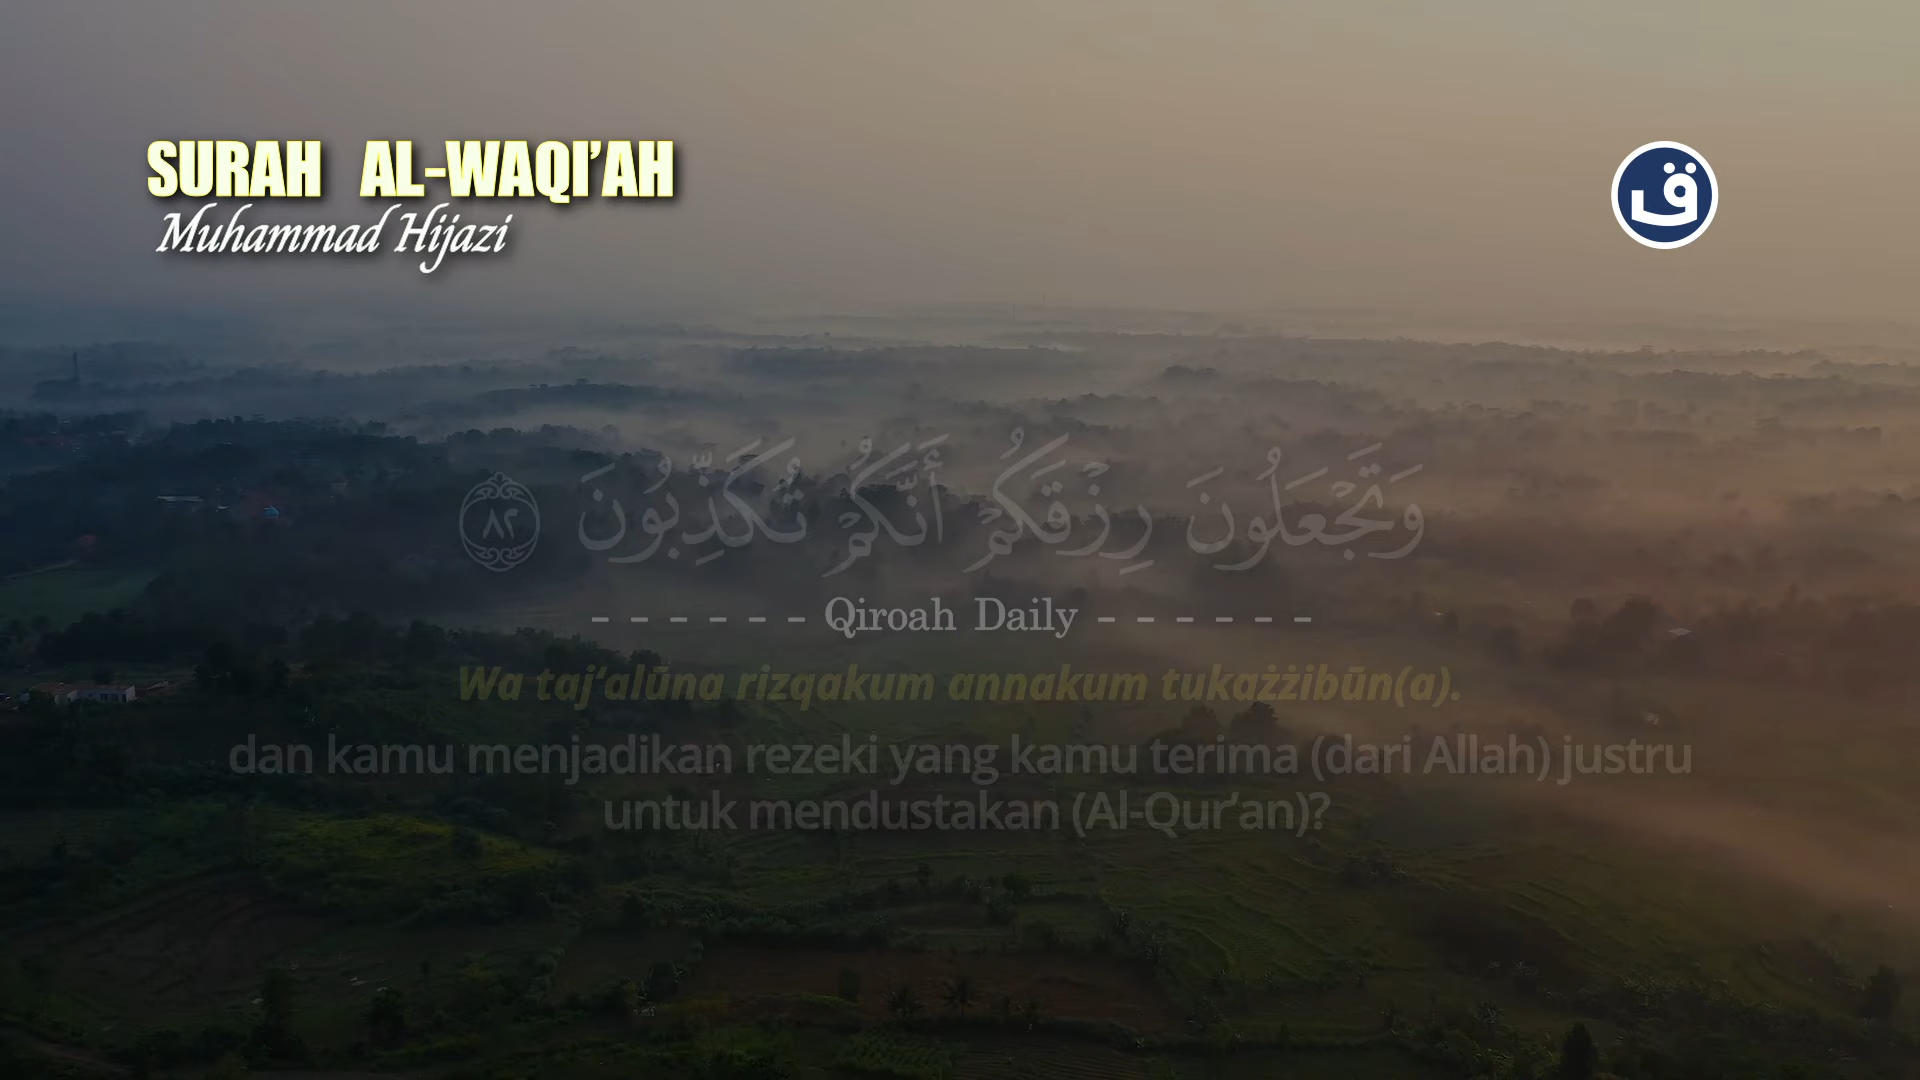 SURAH AL-WAQI’AH
Muhammad Hijazi
ق
وَتَجْعَلُونَ رِزْقَكُمْ أَنَّكُمْ تُكَذِّبُونَ ٨٢
- - - - - - Qiroah Daily - - - - - -
Wa taj‘alūna rizqakum annakum tukażżibūn(a).
dan kamu menjadikan rezeki yang kamu terima (dari Allah) justru
untuk mendustakan (Al-Qur’an)?